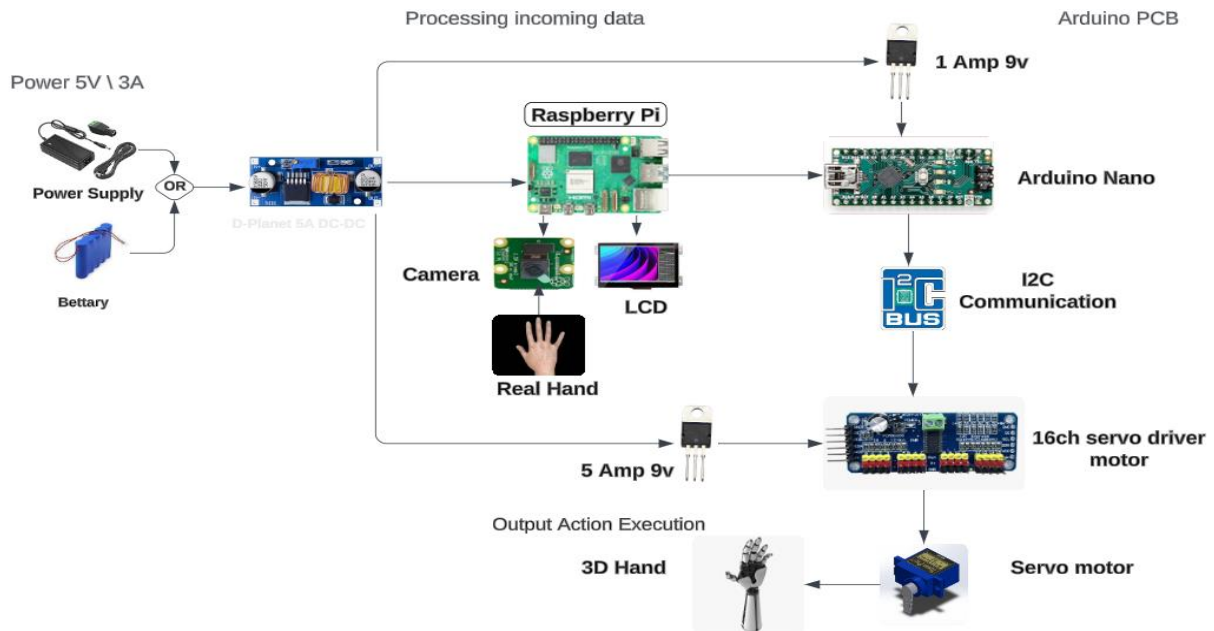 Processing incoming data
Arduino PCB
1 Amp 9v
Power 5V \ 3A
Raspberry Pi
Power Supply
OR
Arduino Nano
D-Planet 5A DC-DC
Bettary
Camera
LCD
I2C
BUS
I2C
Communication
Real Hand
16ch servo driver
motor
5 Amp 9v
Output Action Execution
3D Hand
Servo motor